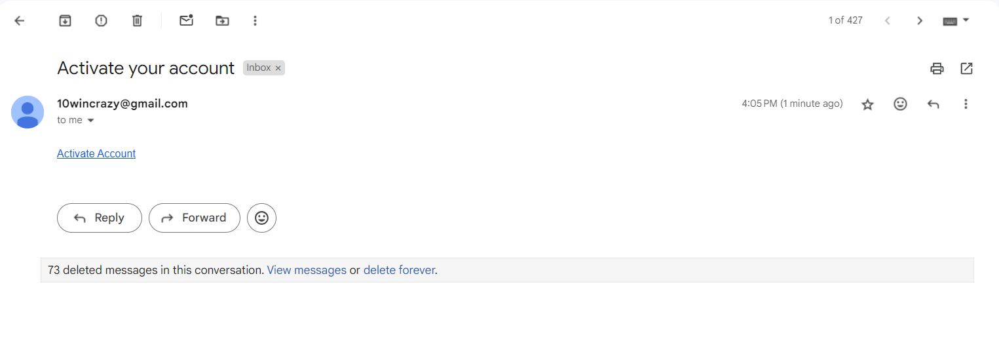 1 of 427
Activate your account Inbox ×
10wincrazy@gmail.com 4:05 PM (1 minute ago)
to me
Activate Account
Reply Forward
73 deleted messages in this conversation. View messages or delete forever.